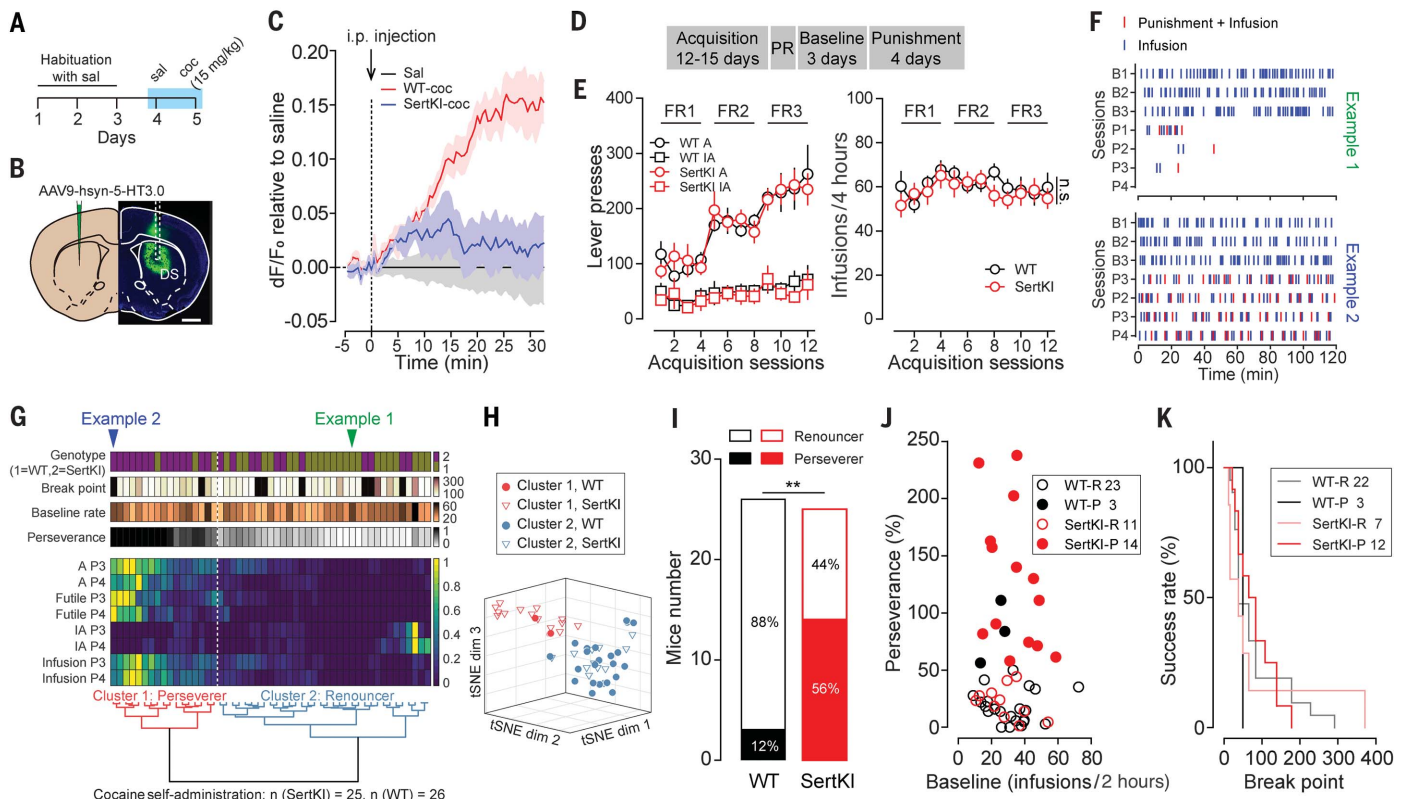 A
Habituation
with sal
sal
coc
(15 mg/kg)
1 2 3 4 5
Days
B
AAV9-hsyn-5-HT3.0
DS
C
i.p. injection
Sal
WT-coc
SertKI-coc
dF/F₀ relative to saline
0.20
0.15
0.10
0.05
0.00
-0.05
-5 0 5 10 15 20 25 30
Time (min)
D
Acquisition
12-15 days
PR
Baseline
3 days
Punishment
4 days
E
FR1 FR2 FR3
WT A
WT IA
SertKI A
SertKI IA
Lever presses
400
300
200
100
0
2 4 6 8 10 12
Acquisition sessions
FR1 FR2 FR3
n.s.
WT
SertKI
Infusions/4 hours
100
80
60
40
20
0
2 4 6 8 10 12
Acquisition sessions
F
Punishment + Infusion
Infusion
Sessions
B1
B2
B3
P1
P2
P3
P4
Example 1
Sessions
B1
B2
B3
P3
P2
P3
P4
Example 2
0 20 40 60 80 100 120
Time (min)
G
Example 2
Example 1
Genotype
(1=WT,2=SertKI)
2
1
Break point
300
100
Baseline rate
60
20
Perseverance
1
0
A P3
A P4
Futile P3
Futile P4
IA P3
IA P4
Infusion P3
Infusion P4
1
0.8
0.6
0.4
0.2
0
Cluster 1: Perseverer
Cluster 2: Renouncer
Cocaine self-administration: n (SertKI) = 25, n (WT) = 26
H
Cluster 1, WT
Cluster 1, SertKI
Cluster 2, WT
Cluster 2, SertKI
tSNE dim 3
tSNE dim 2
tSNE dim 1
I
Renouncer
Perseverer
**
Mice number
30
20
10
0
88%
12%
44%
56%
WT
SertKI
J
WT-R 23
WT-P 3
SertKI-R 11
SertKI-P 14
Perseverance (%)
250
200
150
100
50
0
0 20 40 60 80
Baseline (infusions/2 hours)
K
WT-R 22
WT-P 3
SertKI-R 7
SertKI-P 12
Success rate (%)
100
50
0
0 100 200 300 400
Break point